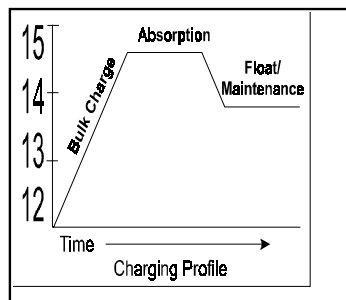 15
Absorption
Float/
Maintenance
14
Bulk Charge
13
12
Time
Charging Profile